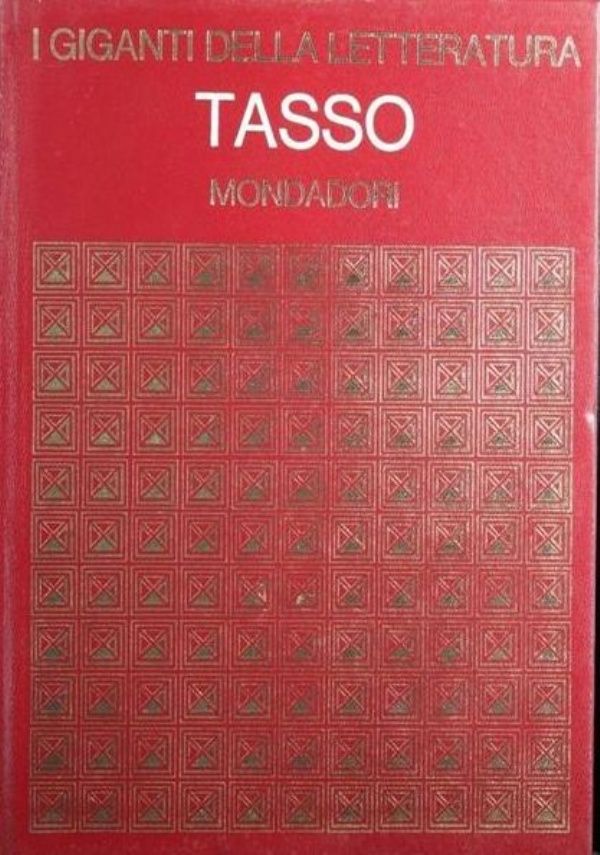 I GIGANTI DELLA LETTERATURA
TASSO
MONDADORI